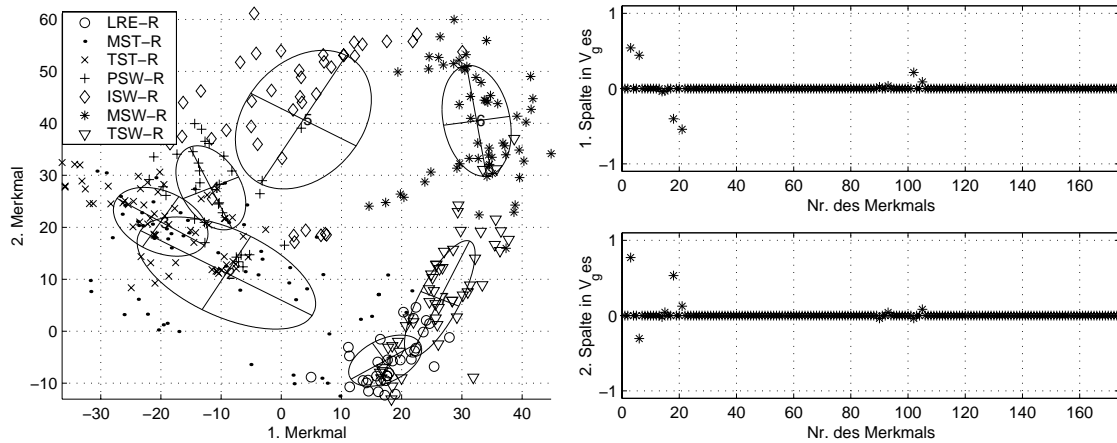 60
50
40
30
20
10
0
−10
−30 −20 −10 0 10 20 30 40
2. Merkmal
1. Merkmal
LRE−R
MST−R
TST−R
PSW−R
ISW−R
MSW−R
TSW−R
5
6
1
0
−1
0 20 40 60 80 100 120 140 160
1. Spalte in V_g es
Nr. des Merkmals
1
0
−1
0 20 40 60 80 100 120 140 160
2. Spalte in V_g es
Nr. des Merkmals